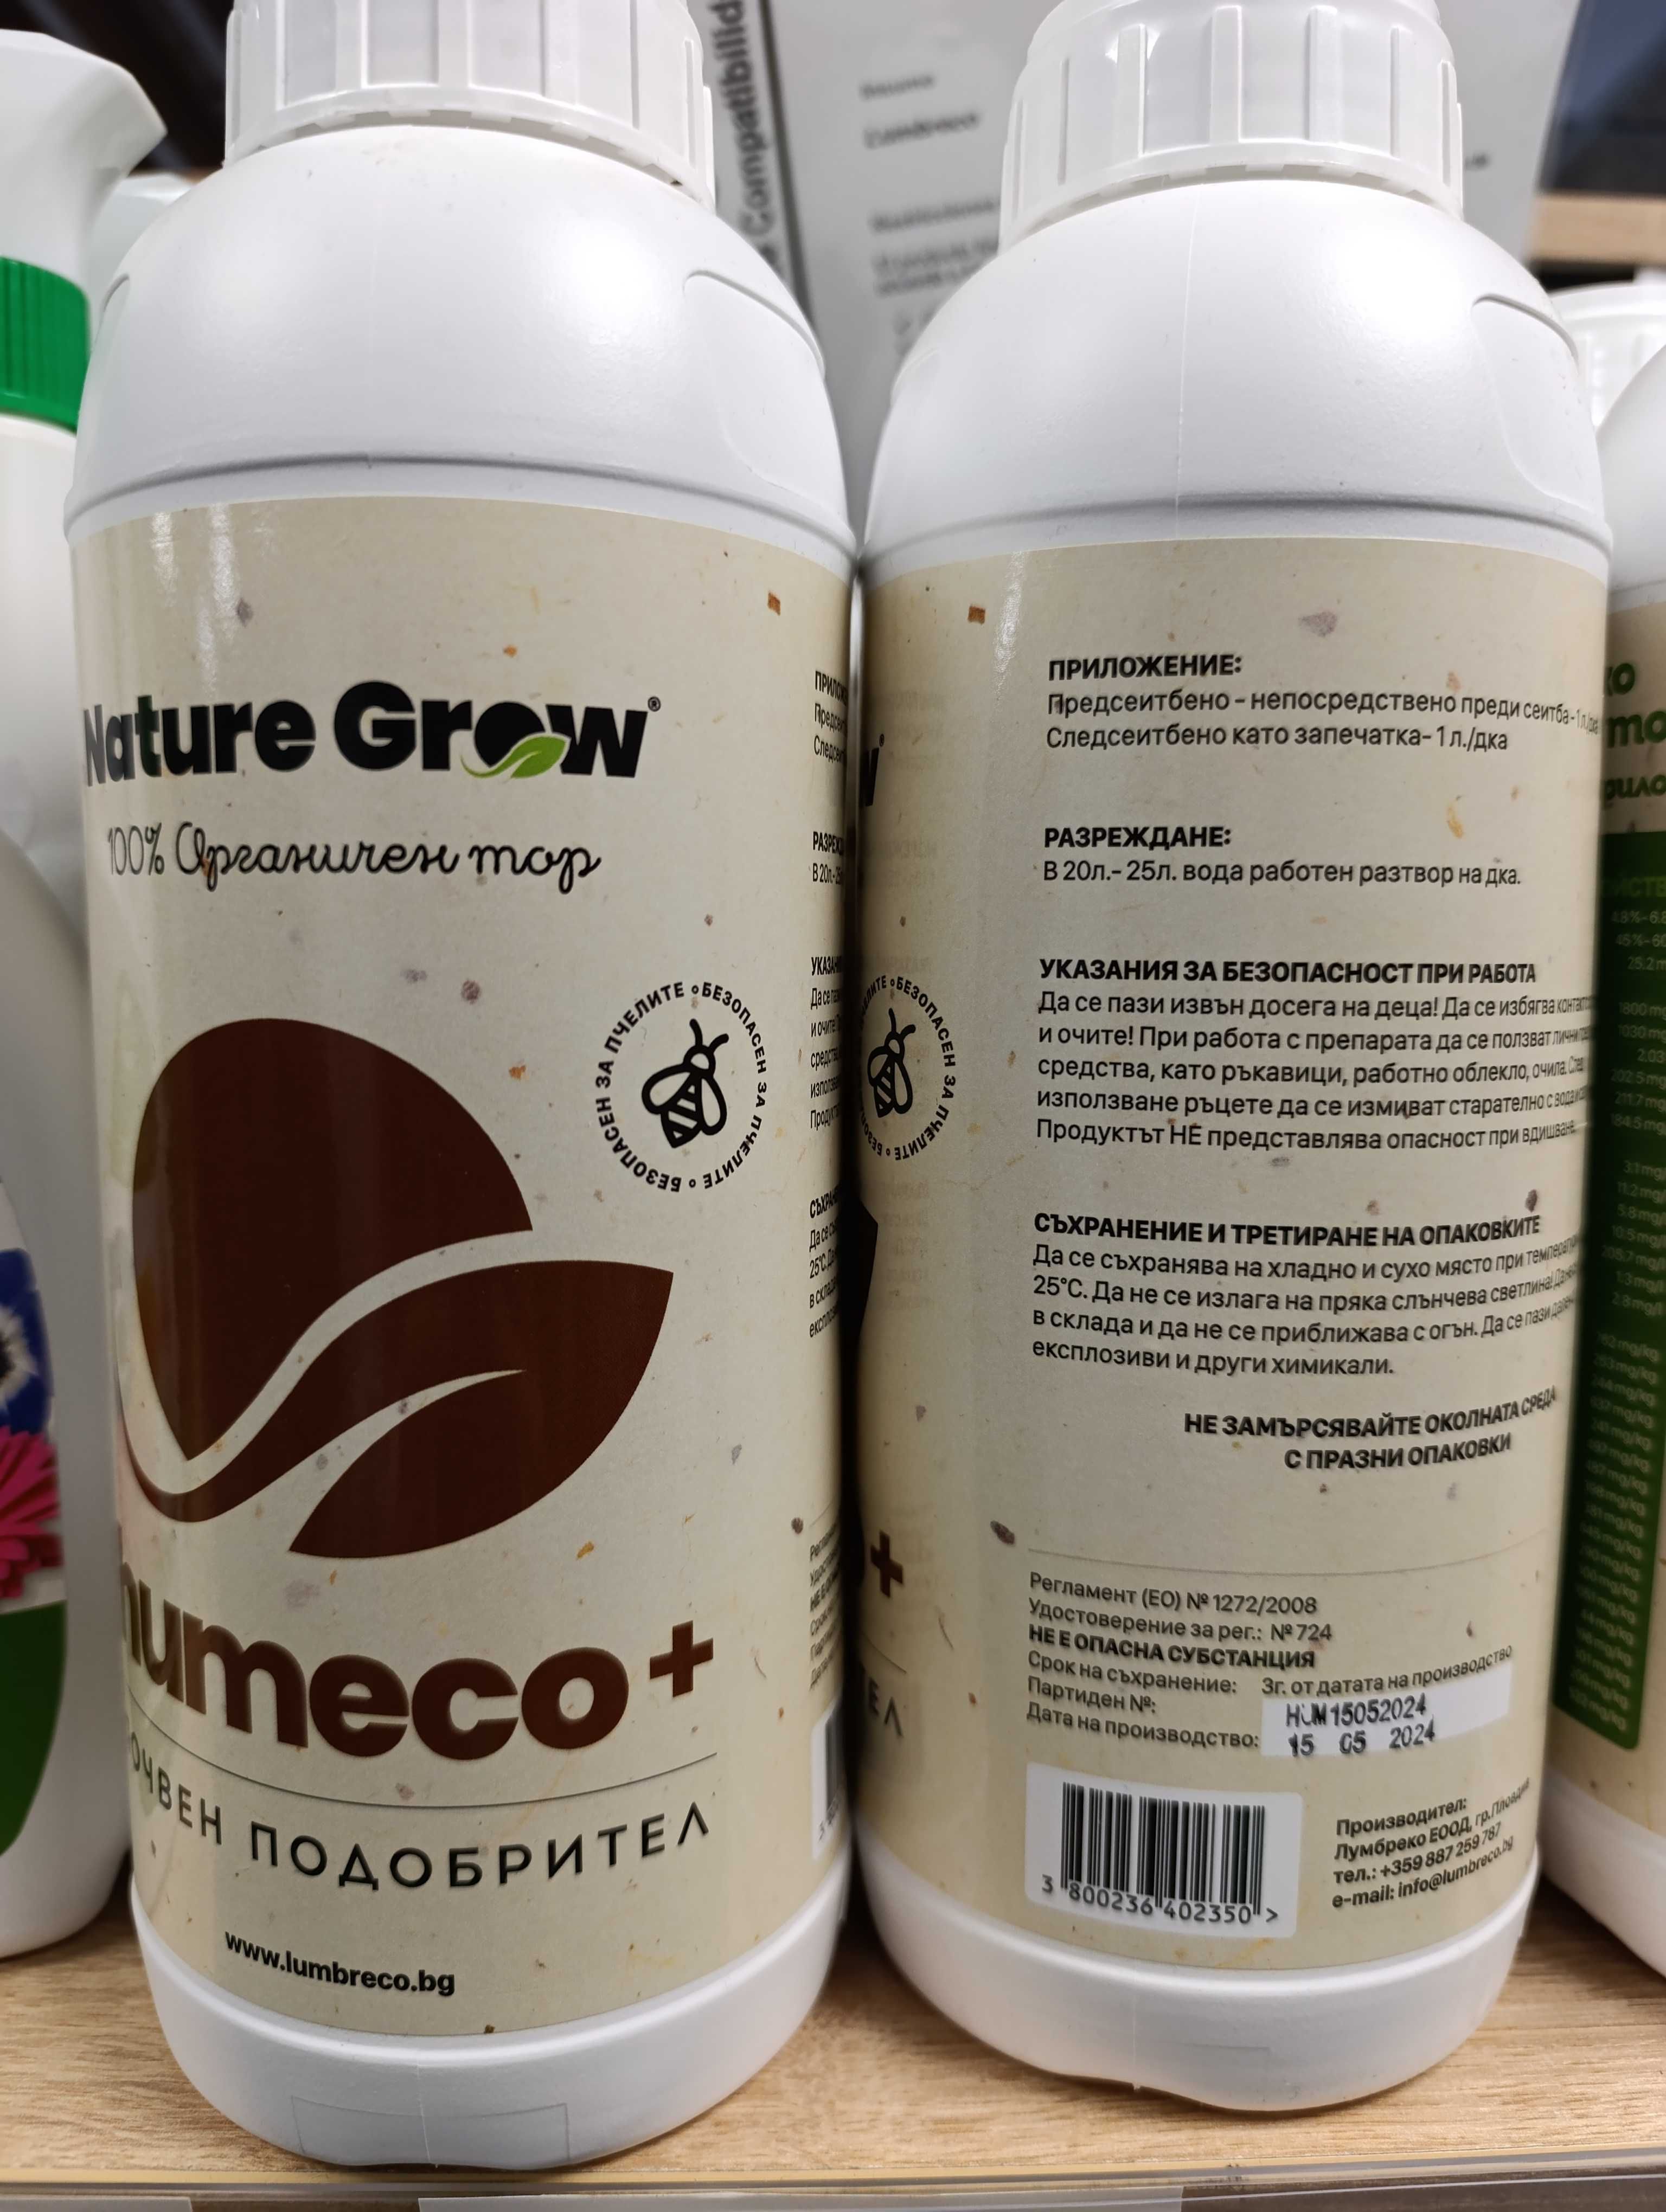 Compatibilid
Lumbreco
Nature Grow®
100% Органичен тор
БЕЗОПАСЕН ЗА ПЧЕЛИТЕ • БЕЗОПАСЕН ЗА ПЧЕЛИТЕ •
humeco+
ПОЧВЕН ПОДОБРИТЕЛ
www.lumbreco.bg
ПРИЛОЖЕНИЕ:
Предсеитбено - непосредствено преди сеитба - 1 л./дка
Следсеитбено като запечатка- 1 л./дка
РАЗРЕЖДАНЕ:
В 20л.- 25л. вода работен разтвор на дка.
УКАЗАНИЯ ЗА БЕЗОПАСНОСТ ПРИ РАБОТА
Да се пази извън досега на деца! Да се избягва контакт
и очите! При работа с препарата да се ползват лични
средства, като ръкавици, работно облекло, очила. След
използване ръцете да се измиват старателно с вода и
Продуктът НЕ представлява опасност при вдишване.
СЪХРАНЕНИЕ И ТРЕТИРАНЕ НА ОПАКОВКИТЕ
Да се съхранява на хладно и сухо място при
25°C. Да не се излага на пряка слънчева светлина!
в склада и да не се приближава с огън. Да се пази
експлозиви и други химикали.
НЕ ЗАМЪРСЯВАЙТЕ ОКОЛНАТА СРЕДА
С ПРАЗНИ ОПАКОВКИ
Регламент (ЕО) № 1272/2008
Удостоверение за рег.: № 724
НЕ Е ОПАСНА СУБСТАНЦИЯ
Срок на съхранение: 3г. от датата на производство
Партиден №: HUM15052024
Дата на производство: 15 05 2024
3 800236 402350 >
Производител:
Лумбреко ЕООД, гр.Пловдив
тел.: +359 887 259 787
e-mail: info@lumbreco.bg